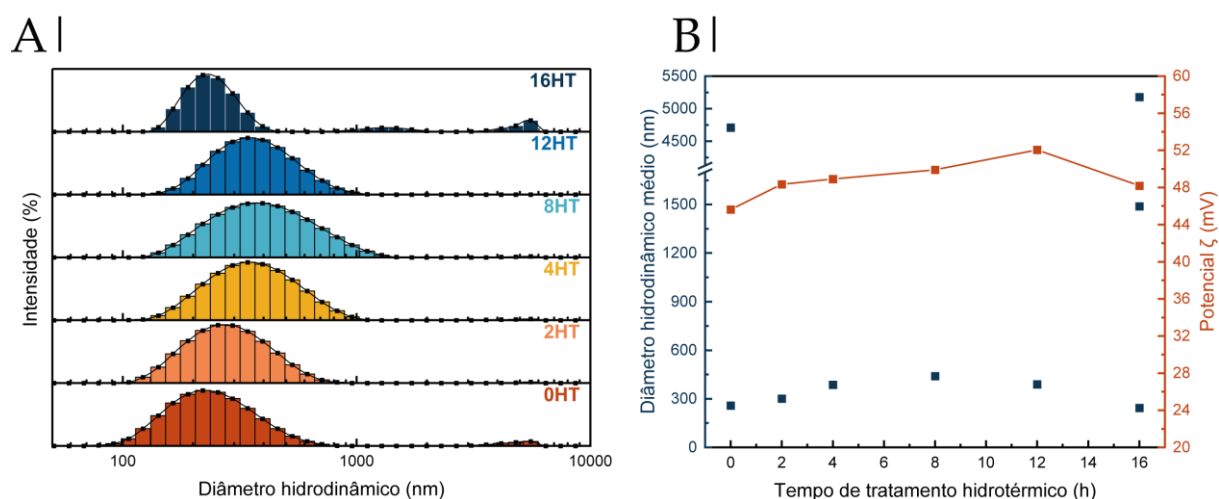 A|
16HT
12HT
8HT
4HT
2HT
0HT
Intensidade (%)
100 1000 10000
Diâmetro hidrodinâmico (nm)
B|
5500
5000
4500
1500
1200
900
600
300
0
Diâmetro hidrodinâmico médio (nm)
60
56
52
48
44
40
36
32
28
24
20
Potencial ζ (mV)
0 2 4 6 8 10 12 14 16
Tempo de tratamento hidrotérmico (h)